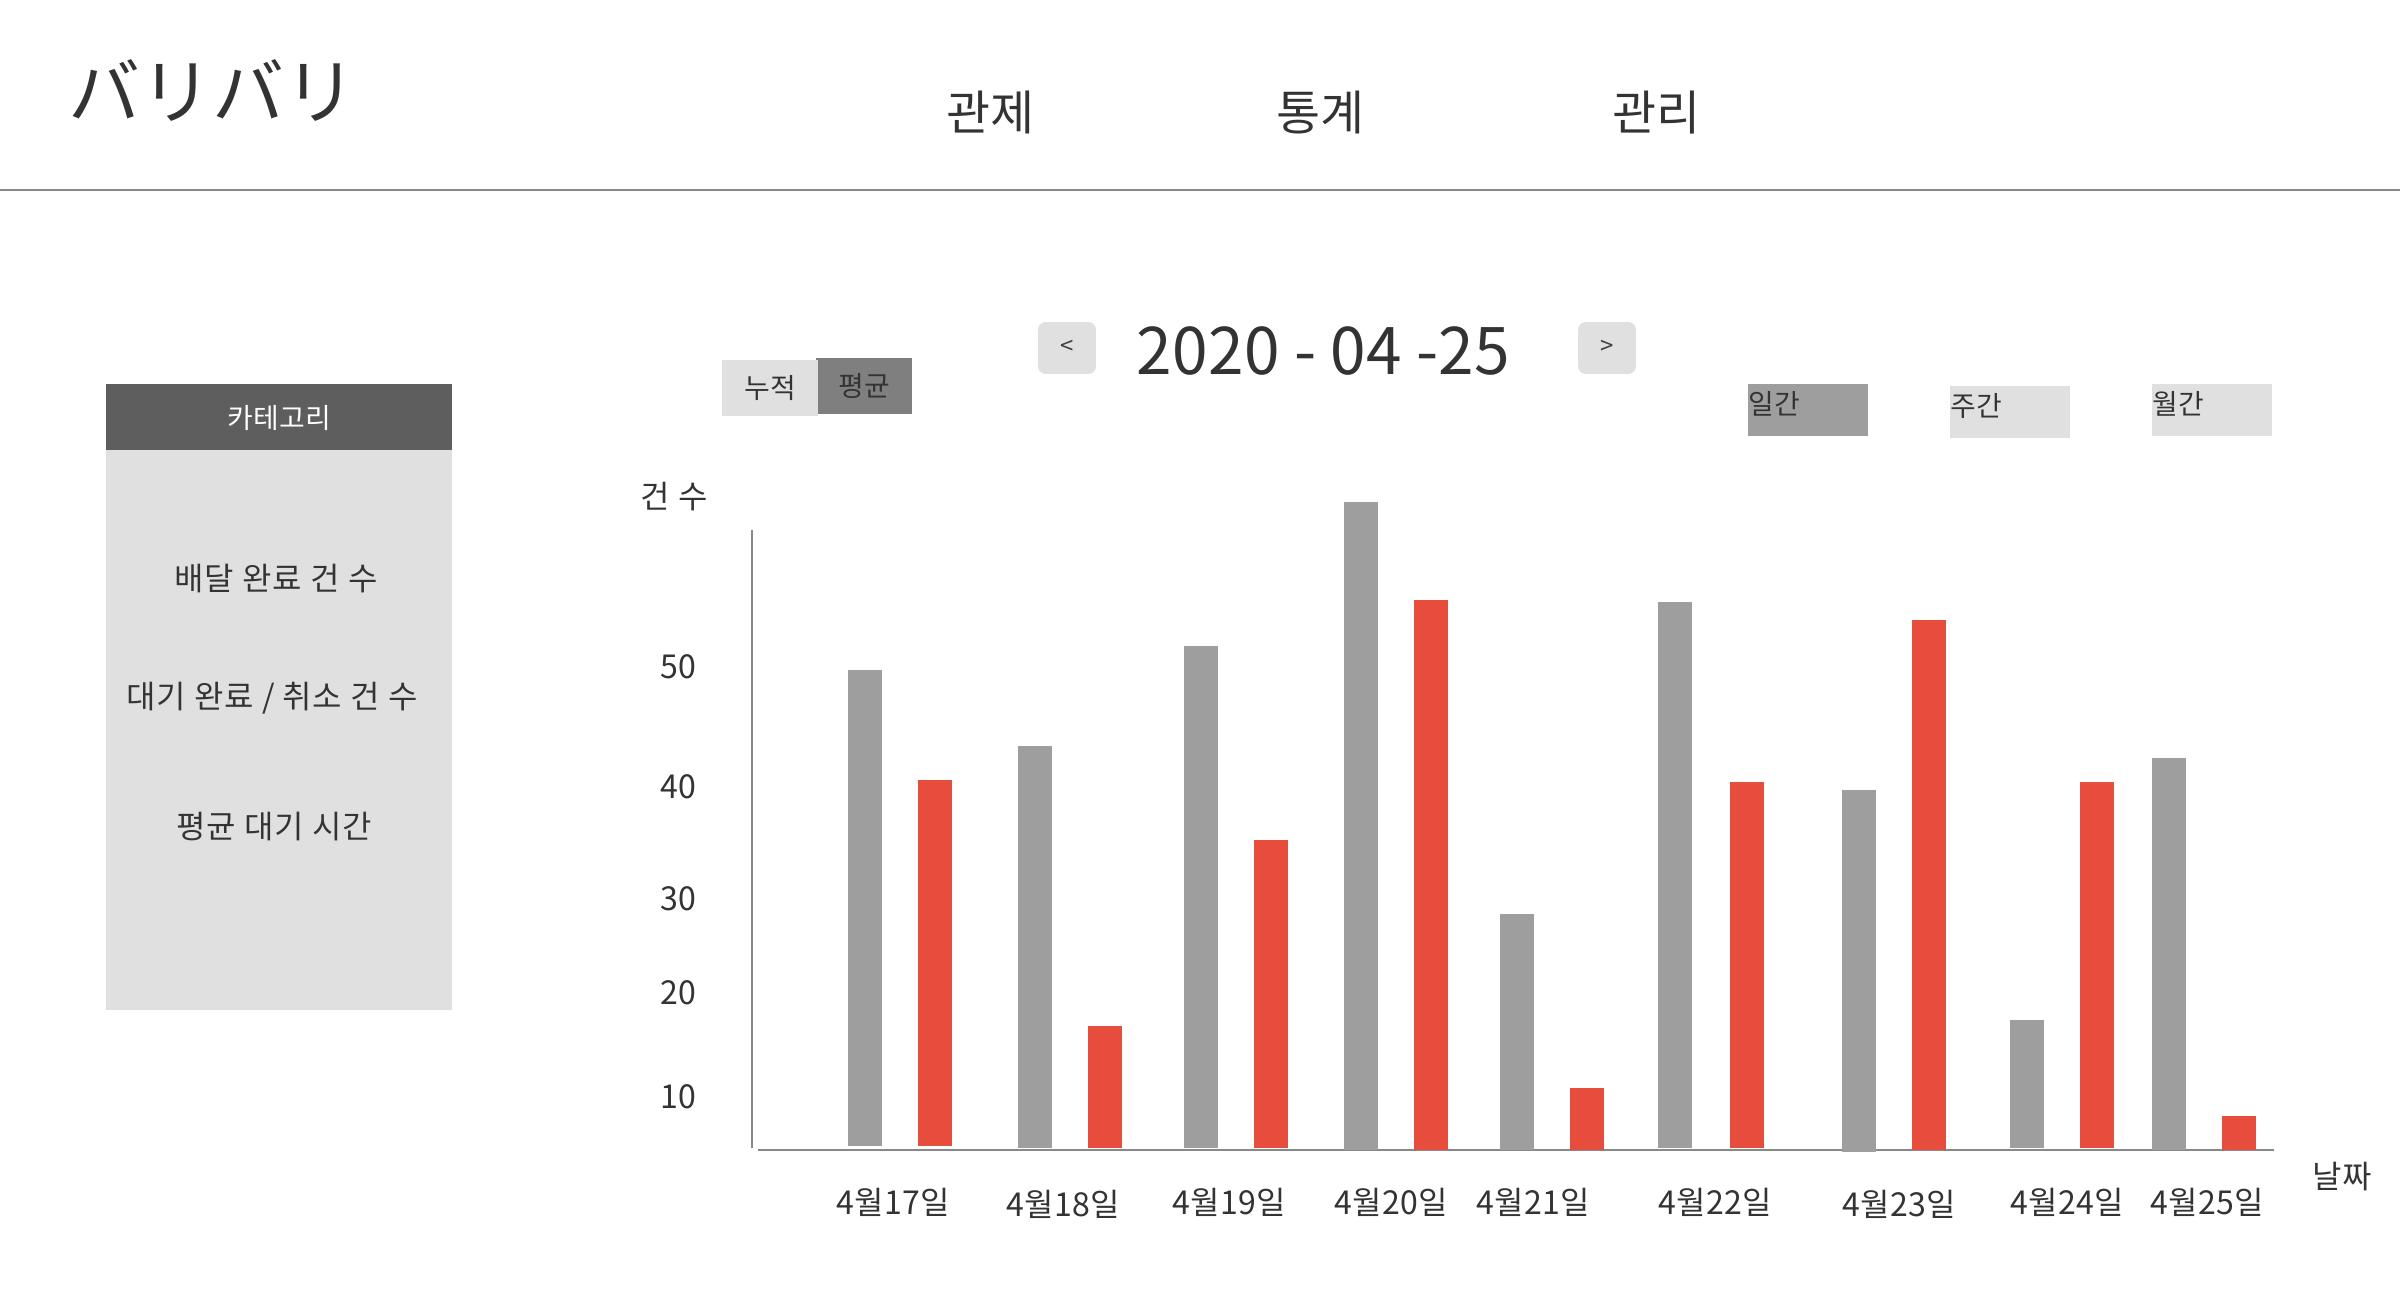 バリバリ
관제
통계
관리
< 2020 - 04 -25 >
누적 평균
일간 주간 월간
카테고리
배달 완료 건 수
대기 완료 / 취소 건 수
평균 대기 시간
건 수
50
40
30
20
10
4월17일 4월18일 4월19일 4월20일 4월21일 4월22일 4월23일 4월24일 4월25일
날짜